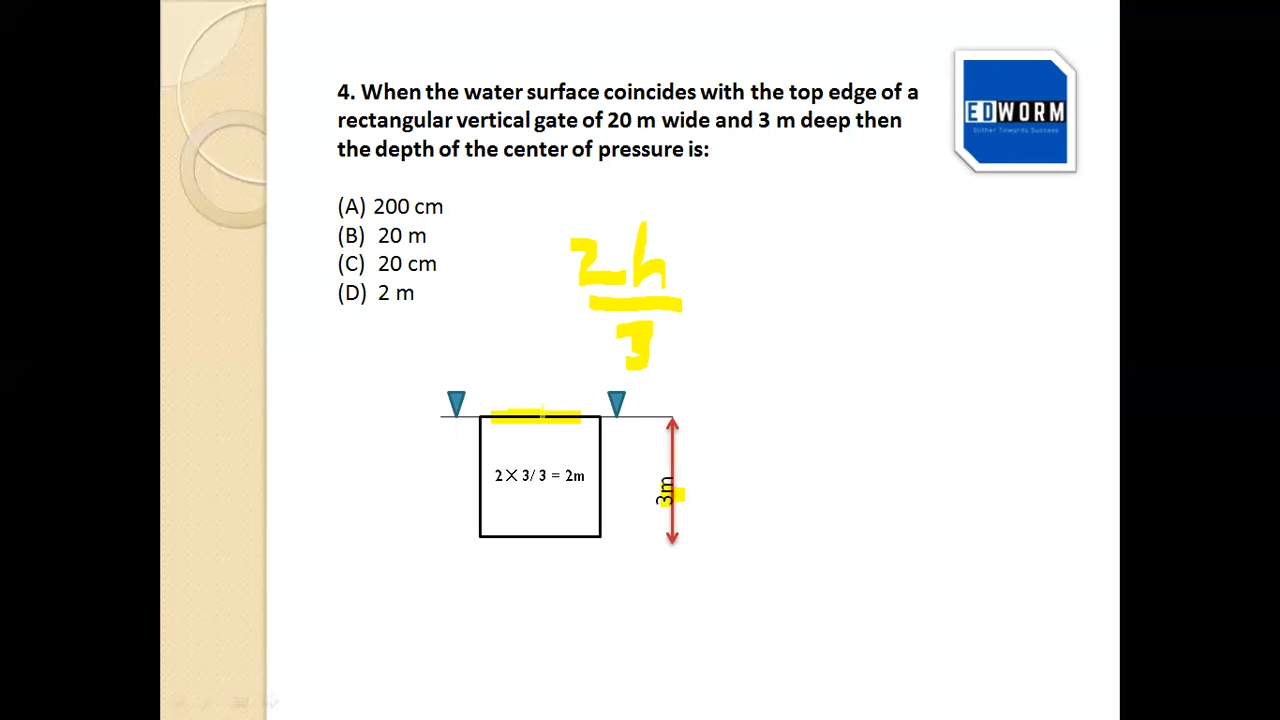 4. When the water surface coincides with the top edge of a
rectangular vertical gate of 20 m wide and 3 m deep then
the depth of the center of pressure is:
EDWORM
(A) 200 cm
(B) 20 m
(C) 20 cm
(D) 2 m
2h
3
2 X 3/ 3 = 2m
3m